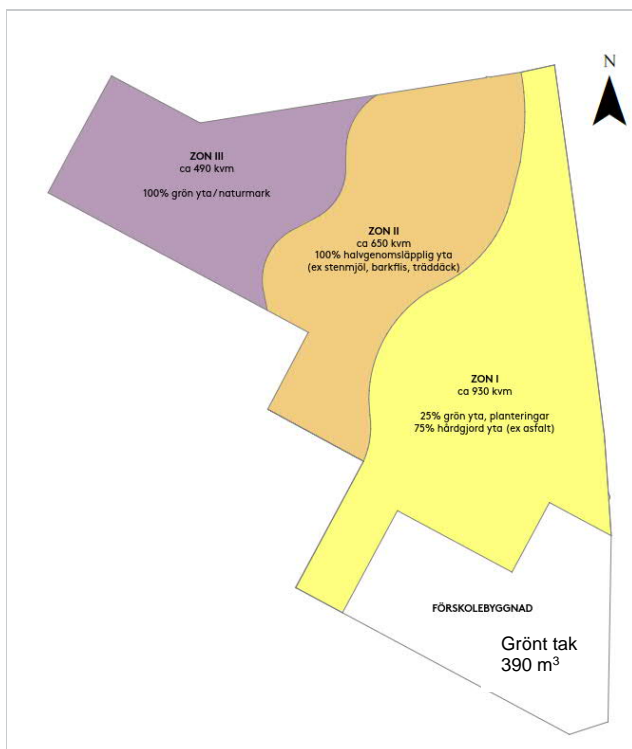 N
ZON III
ca 490 kvm
100% grön yta/naturmark
ZON II
ca 650 kvm
100% halvgenomsläpplig yta
(ex stenmjöl, barkflis, träddäck)
ZON I
ca 930 kvm
25% grön yta, planteringar
75% hårdgjord yta (ex asfalt)
FÖRSKOLEBYGGNAD
Grönt tak
390 m³